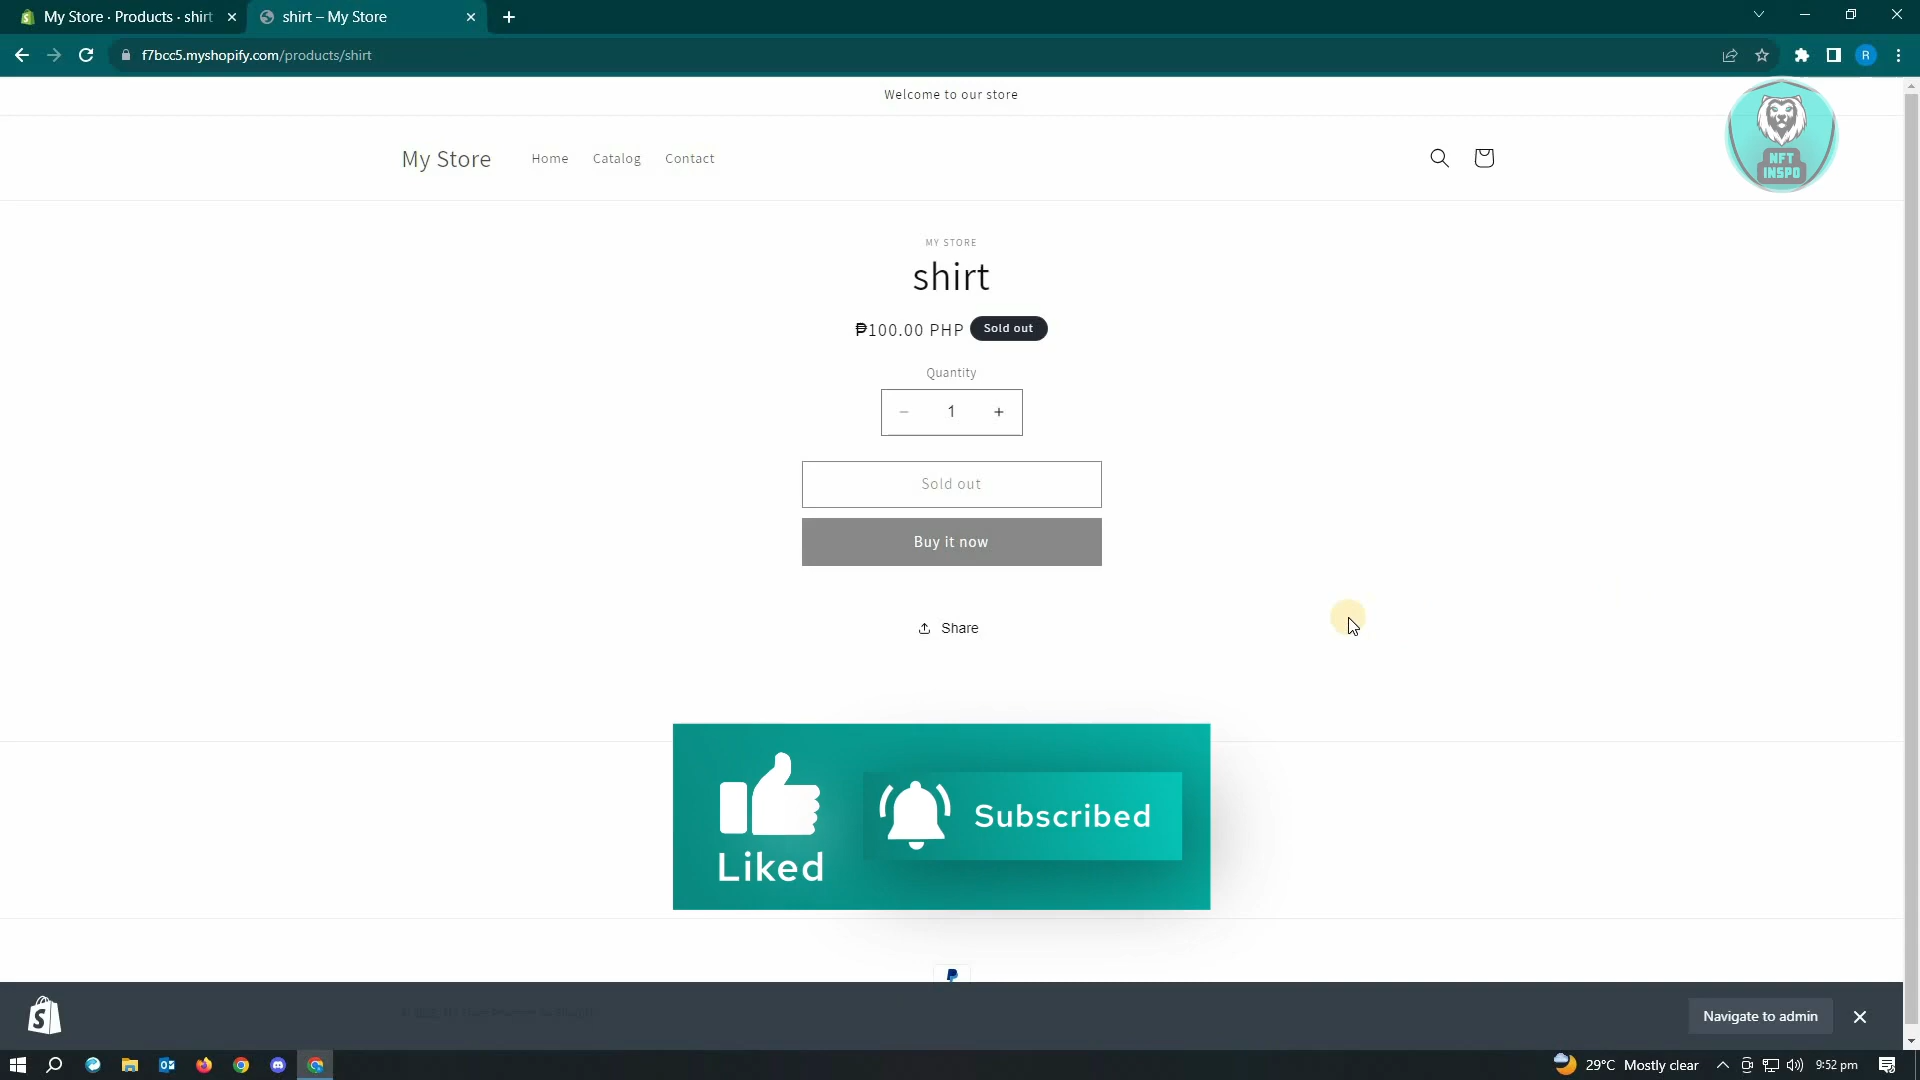 My Store · Products · shirt
shirt – My Store
f7bcc5.myshopify.com/products/shirt
R
Welcome to our store
NFT
INSPO
My Store
Home
Catalog
Contact
MY STORE
shirt
₱100.00 PHP
Sold out
Quantity
1
Sold out
Buy it now
Share
Liked
Subscribed
Navigate to admin
29°C Mostly clear
9:52 pm